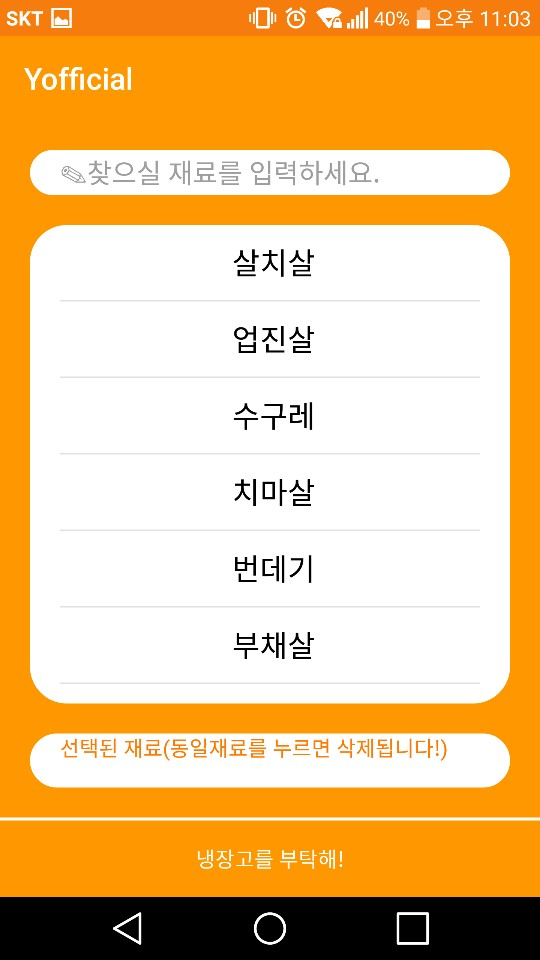 SKT 40% 오후 11:03
Yofficial
✎찾으실 재료를 입력하세요.
살치살
업진살
수구레
치마살
번데기
부채살
선택된 재료(동일재료를 누르면 삭제됩니다!)
냉장고를 부탁해!